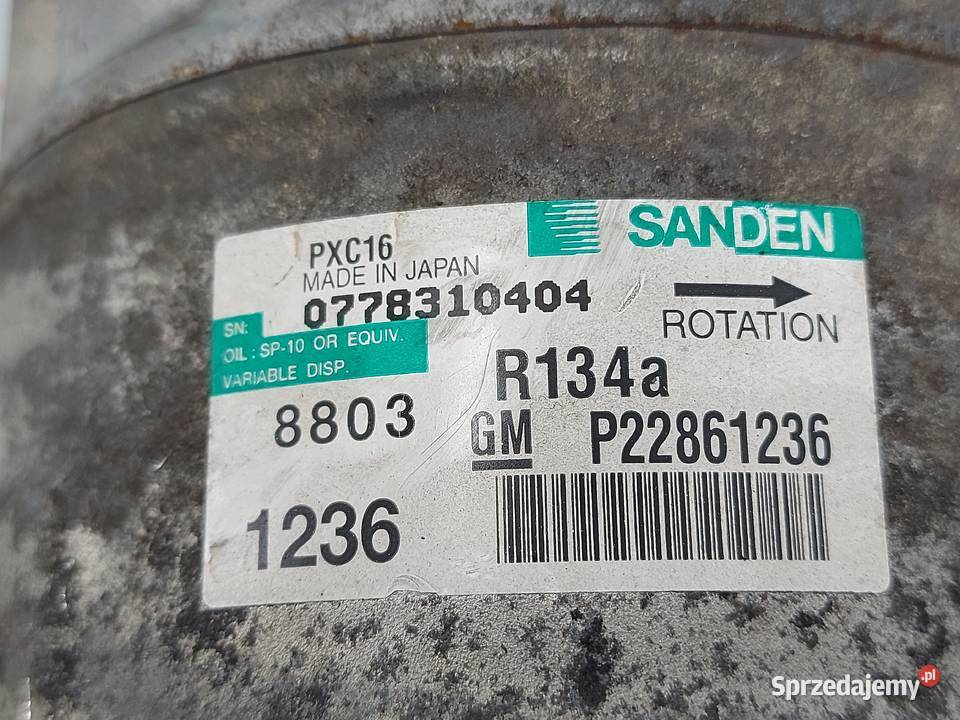 SANDEN
PXC16
MADE IN JAPAN
SN: 0778310404
ROTATION
OIL : SP-10 OR EQUIV.
VARIABLE DISP.
R134a
8803
GM P22861236
1236
Sprzedajemy.pl